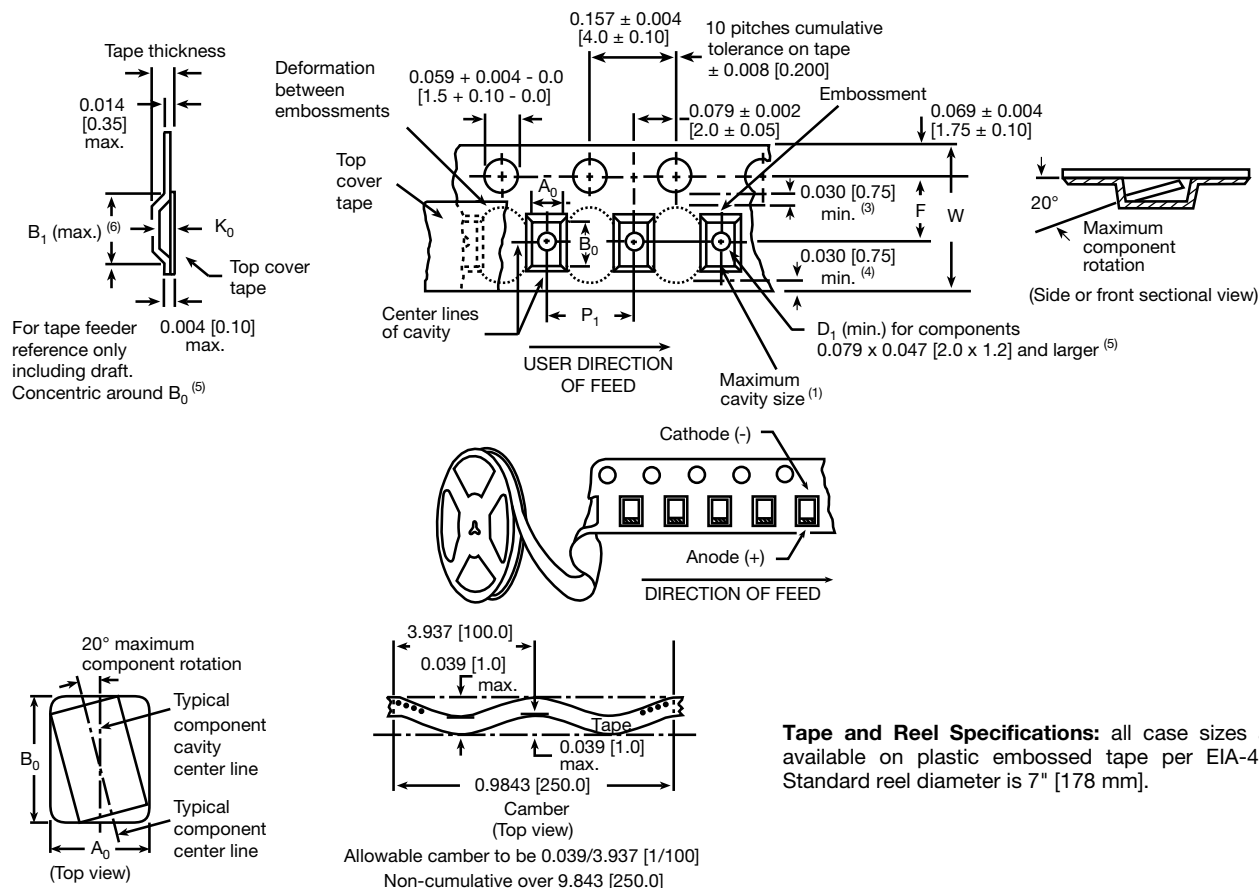 0.157 ± 0.004
[4.0 ± 0.10]
10 pitches cumulative
tolerance on tape
± 0.008 [0.200]
Tape thickness
Deformation
between
embossments
0.059 + 0.004 - 0.0
[1.5 + 0.10 - 0.0]
Embossment
0.014
[0.35]
max.
0.079 ± 0.002
[2.0 ± 0.05]
0.069 ± 0.004
[1.75 ± 0.10]
Top
cover
tape
A0
0.030 [0.75]
min. (3)
F
W
20°
B1 (max.) (6)
K0
B0
Maximum
component
rotation
Top cover
tape
0.030 [0.75]
min. (4)
(Side or front sectional view)
Center lines
of cavity
P1
D1 (min.) for components
0.079 x 0.047 [2.0 x 1.2] and larger (5)
For tape feeder
reference only
including draft.
Concentric around B0 (5)
0.004 [0.10]
max.
USER DIRECTION
OF FEED
Maximum
cavity size (1)
Cathode (-)
Anode (+)
DIRECTION OF FEED
20° maximum
component rotation
Typical
component
cavity
center line
B0
Typical
component
center line
A0
(Top view)
3.937 [100.0]
0.039 [1.0]
max.
Tape
0.039 [1.0]
max.
0.9843 [250.0]
Camber
(Top view)
Allowable camber to be 0.039/3.937 [1/100]
Non-cumulative over 9.843 [250.0]
Tape and Reel Specifications: all case sizes
available on plastic embossed tape per EIA-4
Standard reel diameter is 7" [178 mm].